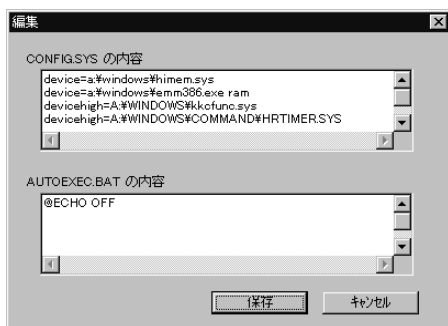 編集
CONFIG.SYS の内容
device=a:¥windows¥himem.sys
device=a:¥windows¥emm386.exe ram
devicehigh=A:¥WINDOWS¥kkcfunc.sys
devicehigh=A:¥WINDOWS¥COMMAND¥HRTIMER.SYS
AUTOEXEC.BAT の内容
@ECHO OFF
保存 キャンセル